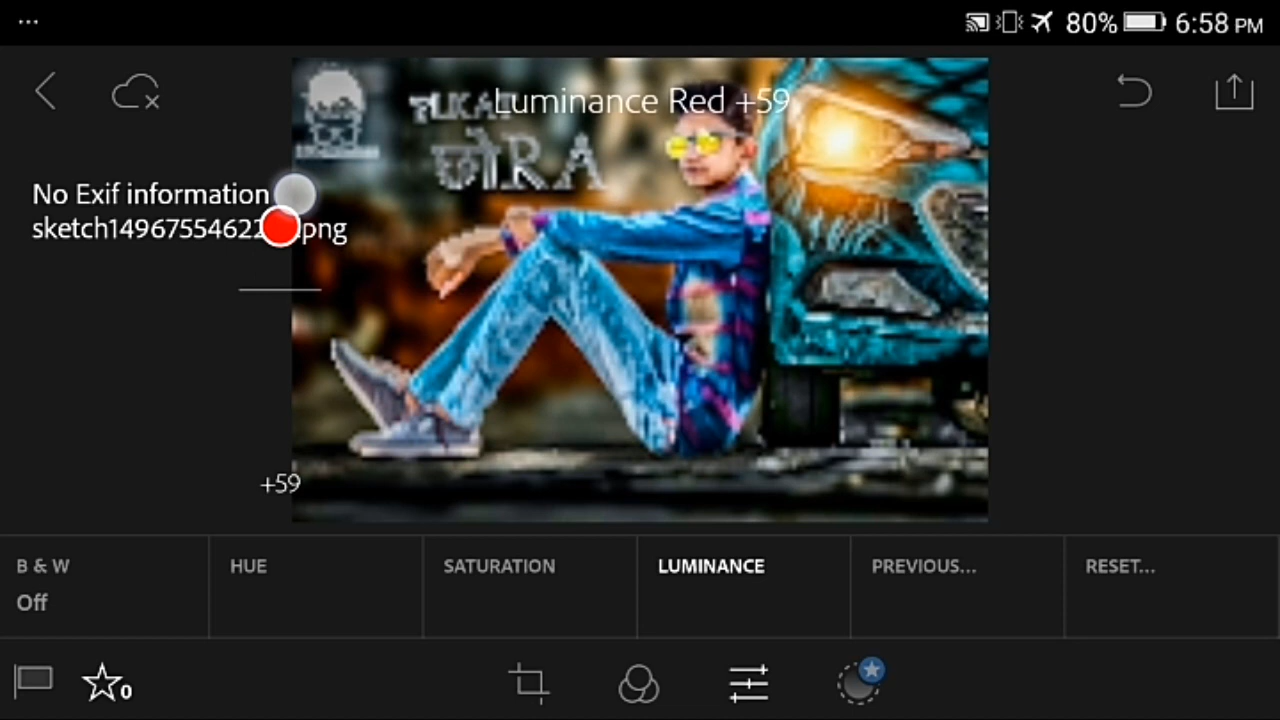 80% 6:58 PM
Luminance Red +59
No Exif information
sketch14967554622 .png
+59
B & W
Off
HUE
SATURATION
LUMINANCE
PREVIOUS...
RESET...
0